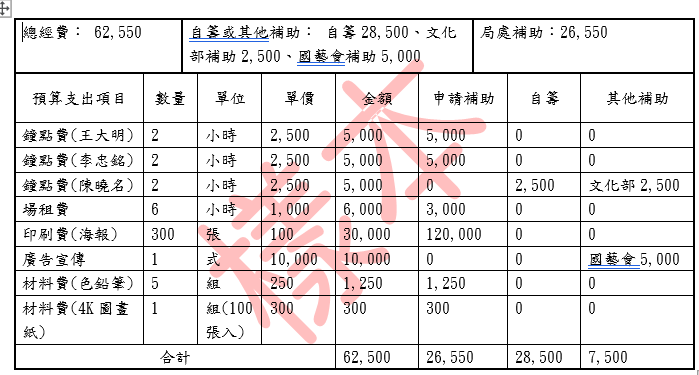 總經費： 62,550 自籌或其他補助： 自籌 28,500、文化 局處補助：26,550
部補助 2,500、國藝會補助 5,000
預算支出項目 數量 單位 單價 金額 申請補助 自籌 其他補助
鐘點費(王大明) 2 小時 2,500 5,000 5,000 0 0
鐘點費(李忠銘) 2 小時 2,500 5,000 5,000 0 0
鐘點費(陳曉名) 2 小時 2,500 5,000 0 2,500 文化部 2,500
場租費 6 小時 1,000 6,000 3,000 0 0
印刷費(海報) 300 張 100 30,000 120,000 0 0
廣告宣傳 1 式 10,000 10,000 0 0 國藝會 5,000
材料費(色鉛筆) 5 組 250 1,250 1,250 0 0
材料費(4K 圖畫 1 組(100 300 300 300 0 0
紙) 張入)
合計 62,500 26,550 28,500 7,500
樣本